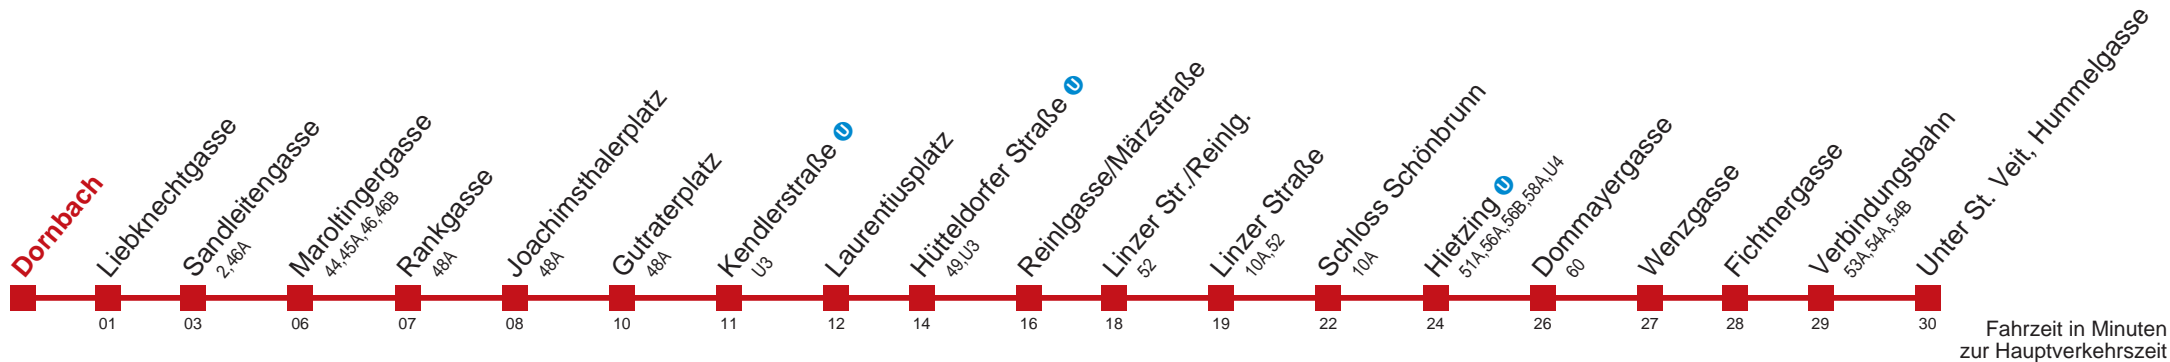 Dornbach
Liebknechtgasse
01
Sandleitengasse
2,46A
03
Maroltingergasse
44,45A,46,46B
06
Rankgasse
48A
07
Joachimsthalerplatz
48A
08
Gutraterplatz
48A
10
Kendlerstraße U
U3
11
Laurentiusplatz
12
Hütteldorfer Straße U
49,U3
14
Reinlgasse/Märzstraße
16
Linzer Str./Reinlg.
52
18
Linzer Straße
10A,52
19
Schloss Schönbrunn
10A
22
Hietzing U
51A,56A,56B,58A,U4
24
Dommayergasse
60
26
Wenzgasse
27
Fichtnergasse
28
Verbindungsbahn
53A,54A,54B
29
Unter St. Veit, Hummelgasse
30
Fahrzeit in Minuten
zur Hauptverkehrszeit